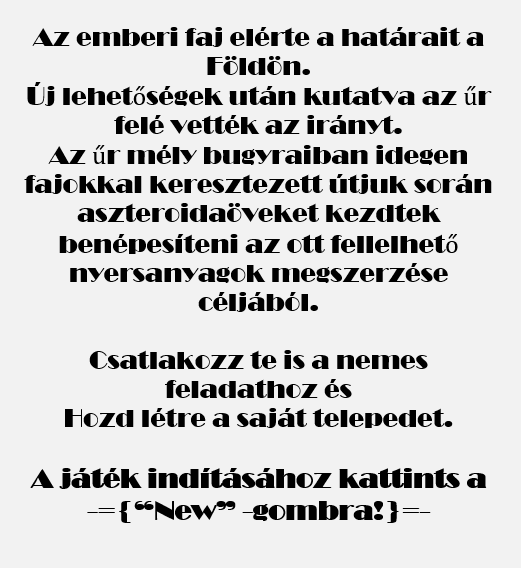 Az emberi faj elérte a határait a
Földön.
Új lehetőségek után kutatva az űr
felé vették az irányt.
Az űr mély bugyraiban idegen
fajokkal keresztezett útjuk során
aszteroidaöveket kezdtek
benépesíteni az ott fellelhető
nyersanyagok megszerzése
céljából.

Csatlakozz te is a nemes
feladathoz és
Hozd létre a saját telepedet.

A játék indításához kattints a
-={“New” -gombra!}=-